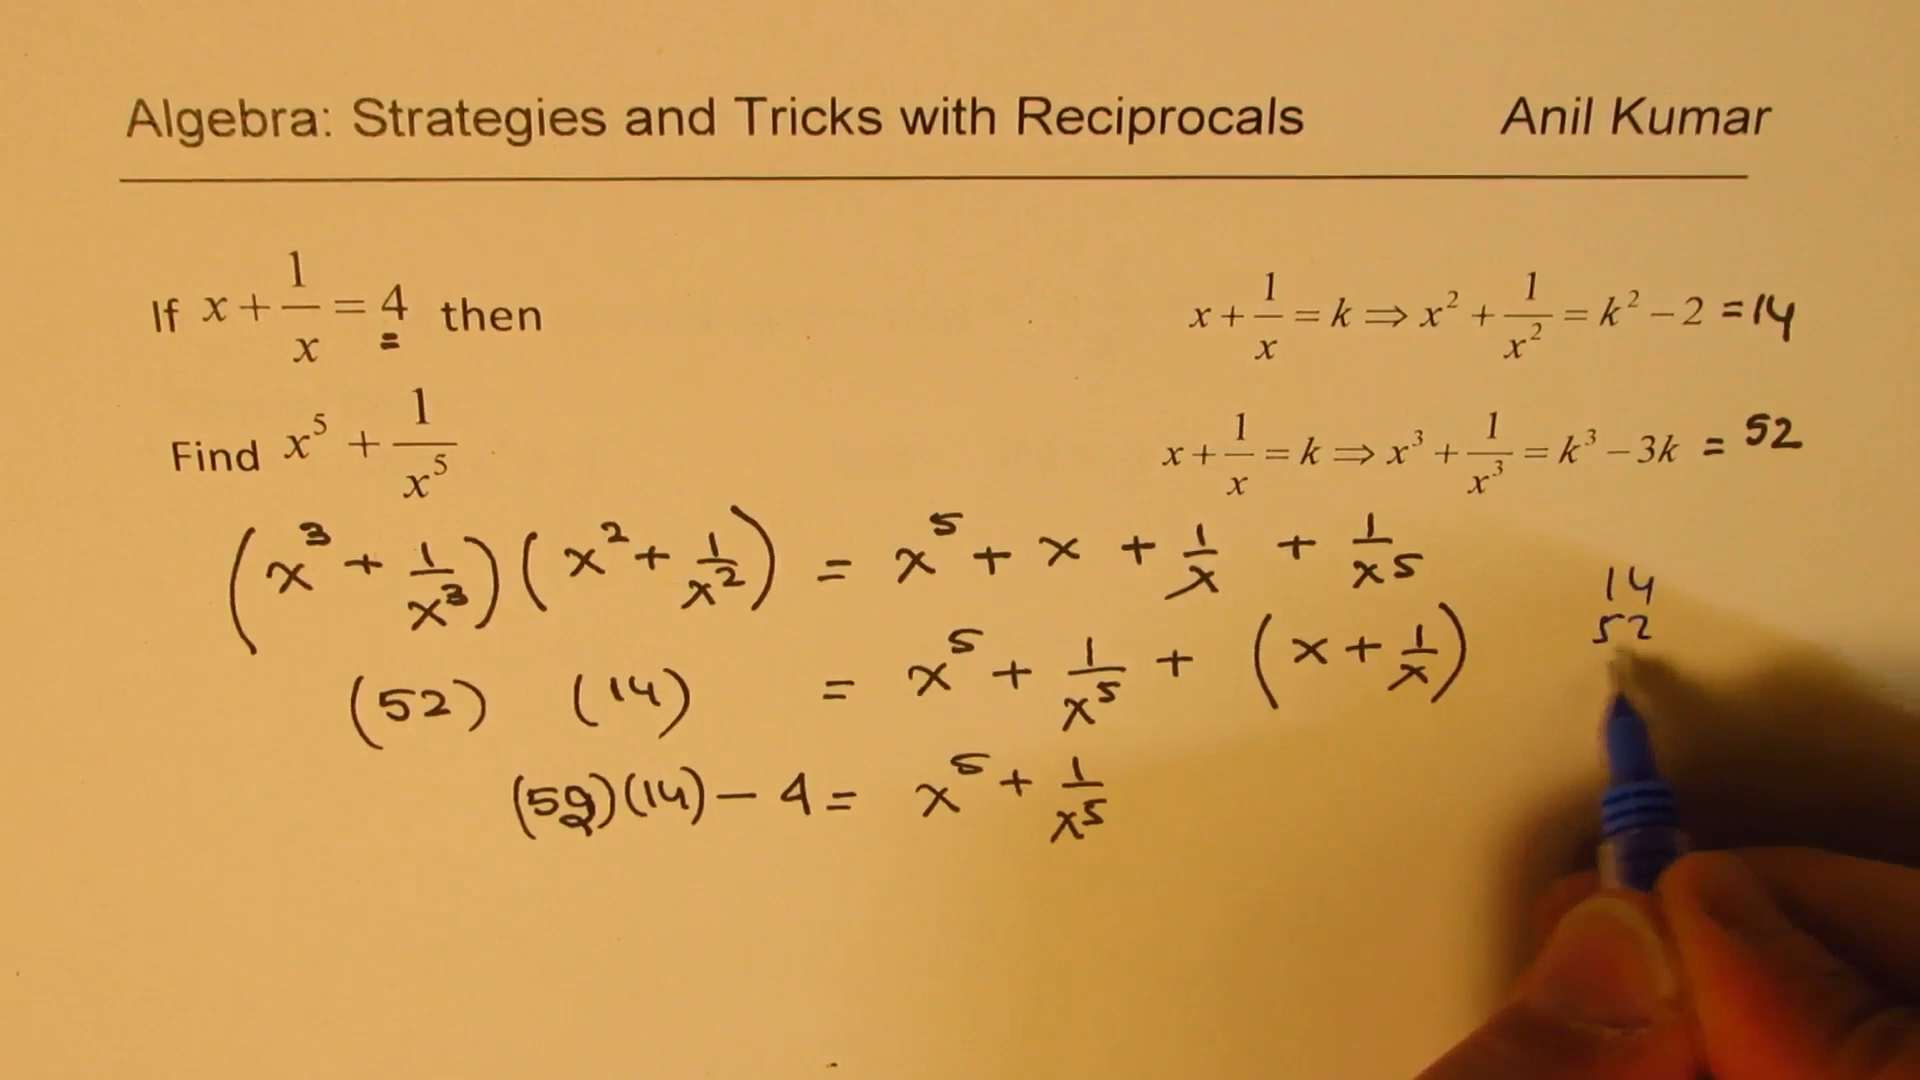 Algebra: Strategies and Tricks with Reciprocals Anil Kumar
If x + 1/x = 4 then
x + 1/x = k ⇒ x² + 1/x² = k² − 2 = 14
Find x⁵ + 1/x⁵
x + 1/x = k ⇒ x³ + 1/x³ = k³ − 3k = 52
(x³ + 1/x³)(x² + 1/x²) = x⁵ + x + 1/x + 1/x⁵
(52) (14) = x⁵ + 1/x⁵ + (x + 1/x)
(52)(14) − 4 = x⁵ + 1/x⁵
14
52